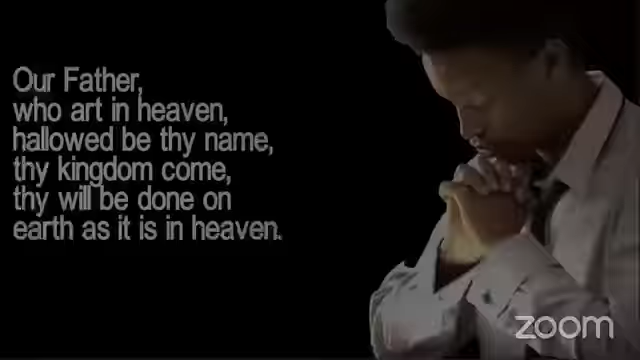 Our Father,
who art in heaven,
hallowed be thy name,
thy kingdom come,
thy will be done on
earth as it is in heaven.
zoom